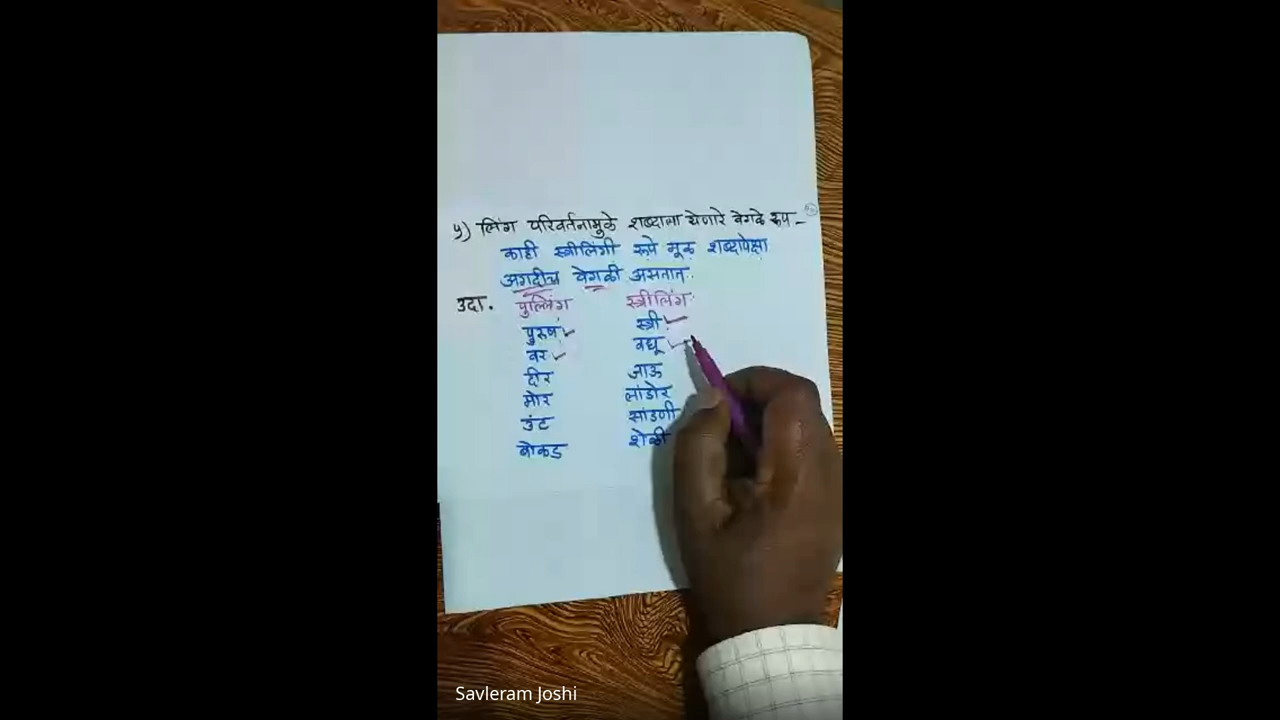 ५) लिंग परिवर्तनामुळे शब्दाला येणारे वेगळे रूप -
काही स्त्रीलिंगी रूपे मूळ शब्दापेक्षा
अगदीच वेगळी असतात.
उदा. पुल्लिंग स्त्रीलिंग
पुरुष स्त्री
वर वधू
दीर जाऊ
मोर लांडोर
उंट सांडणी
बोकड शेळी
Savleram Joshi